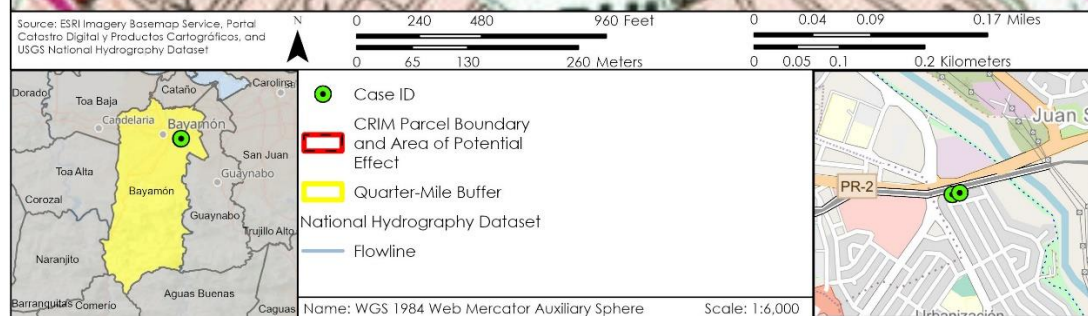 Source: ESRI Imagery Basemap Service, Portal
Catastro Digital y Productos Cartográficos, and
USGS National Hydrography Dataset
N
0 240 480 960 Feet
0 65 130 260 Meters
0 0.04 0.09 0.17 Miles
0 0.05 0.1 0.2 Kilometers
Dorado
Toa Baja
Cataño
Carolina
Candelaria
Bayamón
San Juan
Toa Alta
Bayamón
Guaynabo
Corozal
Guaynabo
Trujillo Alto
Naranjito
Aguas Buenas
Barranquitas
Comerío
Caguas
Case ID
CRIM Parcel Boundary
and Area of Potential
Effect
Quarter-Mile Buffer
National Hydrography Dataset
Flowline
Name: WGS 1984 Web Mercator Auxiliary Sphere
Scale: 1:6,000
Juan S
PR-2
Urbanización